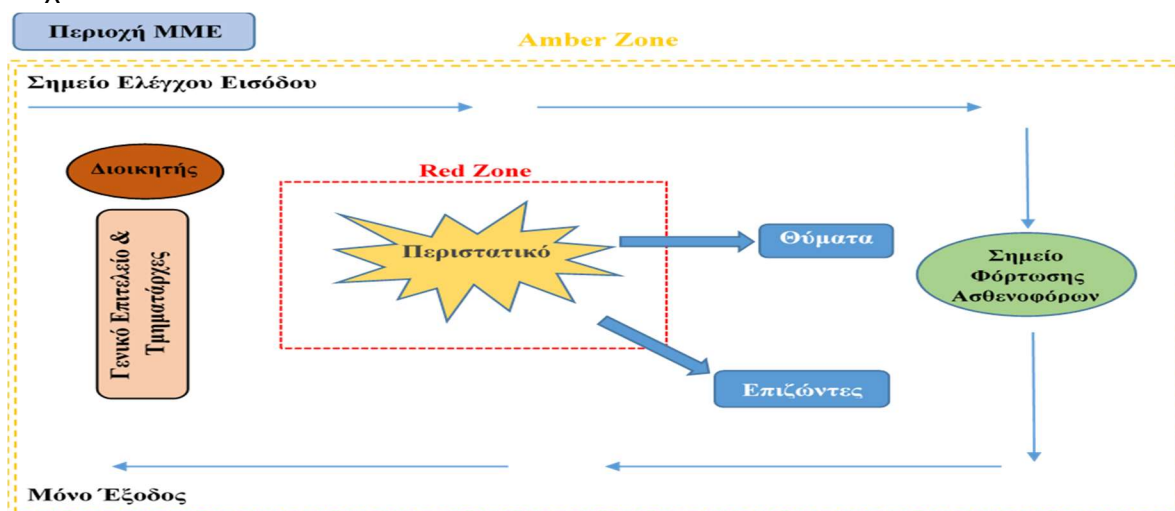 Περιοχή ΜΜΕ
Amber Zone
Σημείο Ελέγχου Εισόδου
Διοικητής
Red Zone
Γενικό Επιτελείο &
Τμηματάρχες
Περιστατικό
Θύματα
Σημείο
Φόρτωσης
Ασθενοφόρων
Επιζώντες
Μόνο Έξοδος